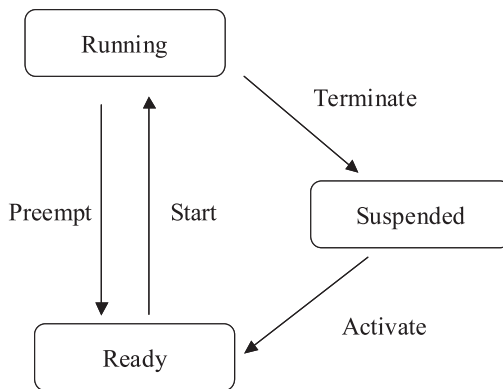 Running
Terminate
Preempt
Start
Suspended
Activate
Ready